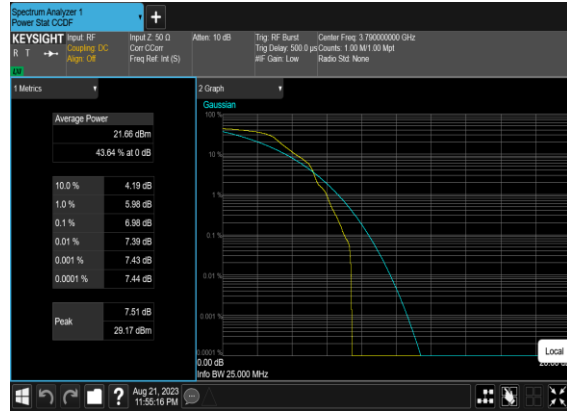 Spectrum Analyzer 1
Power Stat CCDF
+
KEYSIGHT
R T
LW
Input: RF
Coupling: DC
Align: Off
Input Z: 50 Ω
Corr CCorr
Freq Ref: Int (S)
Atten: 10 dB
Trig: RF Burst
Trig Delay: 500.0 µs
#IF Gain: Low
Center Freq: 3.790000000 GHz
Counts: 1.00 M/1.00 Mpt
Radio Std: None
1 Metrics
Average Power
21.66 dBm
43.64 % at 0 dB
10.0 % 4.19 dB
1.0 % 5.98 dB
0.1 % 6.98 dB
0.01 % 7.39 dB
0.001 % 7.43 dB
0.0001 % 7.44 dB
Peak
7.51 dB
29.17 dBm
2 Graph
Gaussian
100 %
10 %
1 %
0.1 %
0.01 %
0.001 %
0.0001 %
0.00 dB
Info BW 25.000 MHz
Local
?
Aug 21, 2023
11:55:16 PM